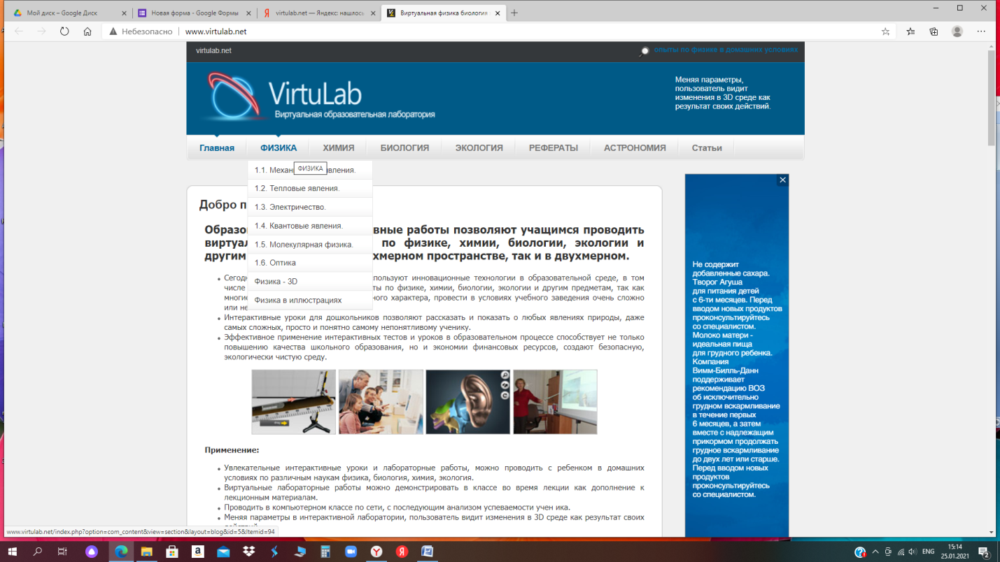 Мой диск – Google Диск
Новая форма - Google Формы
virtulab.net — Яндекс: нашлось
Виртуальная физика биология
Небезопасно
www.virtulab.net
virtulab.net
опыты по физике в домашних условиях
VirtuLab
Виртуальная образовательная лаборатория
Меняя параметры,
пользователь видит
изменения в 3D среде как
результат своих действий.
Главная ФИЗИКА ХИМИЯ БИОЛОГИЯ ЭКОЛОГИЯ РЕФЕРАТЫ АСТРОНОМИЯ Статьи
ФИЗИКА
1.1. Механ вления.
1.2. Тепловые явления.
1.3. Электричество.
1.4. Квантовые явления.
1.5. Молекулярная физика.
1.6. Оптика
Физика - 3D
Физика в иллюстрациях
Добро п
Образо вные работы позволяют учащимся проводить
виртуал по физике, химии, биологии, экологии и
другим хмерном пространстве, так и в двухмерном.
Сегодн спользуют инновационные технологии в образовательной среде, в том
числе ты по физике, химии, биологии, экологии и другим предметам, так как
многие ного характера, провести в условиях учебного заведения очень сложно
или не
Интерактивные уроки для дошкольников позволяют рассказать и показать о любых явлениях природы, даже
самых сложных, просто и понятно самому непонятливому ученику.
Эффективное применение интерактивных тестов и уроков в образовательном процессе способствует не только
повышению качества школьного образования, но и экономии финансовых ресурсов, создают безопасную,
экологически чистую среду.
Применение:
Увлекательные интерактивные уроки и лабораторные работы, можно проводить с ребенком в домашних
условиях по различным наукам физика, биология, химия, экология.
Виртуальные лабораторные работы можно демонстрировать в классе во время лекции как дополнение к
лекционным материалам.
Проводить в компьютерном классе по сети, с последующим анализом успеваемости учен ика.
Меняя параметры в интерактивной лаборатории, пользователь видит изменения в 3D среде как результат своих
Не содержит
добавленные сахара.
Творог Агуша
для питания детей
с 6-ти месяцев. Перед
вводом новых продуктов
проконсультируйтесь
со специалистом.
Молоко матери -
идеальная пища
для грудного ребенка.
Компания
Вимм-Билль-Данн
поддерживает
рекомендацию ВОЗ
об исключительно
грудном вскармливание
в течение первых
6 месяцев, а затем
вместе с надлежащим
прикормом продолжать
грудное вскармливание
до двух лет или старше.
Перед вводом новых
продуктов
проконсультируйтесь
со специалистом.
www.virtulab.net/index.php?option=com_content&view=section&layout=blog&id=5&Itemid=94
ENG
15:14
25.01.2021
2